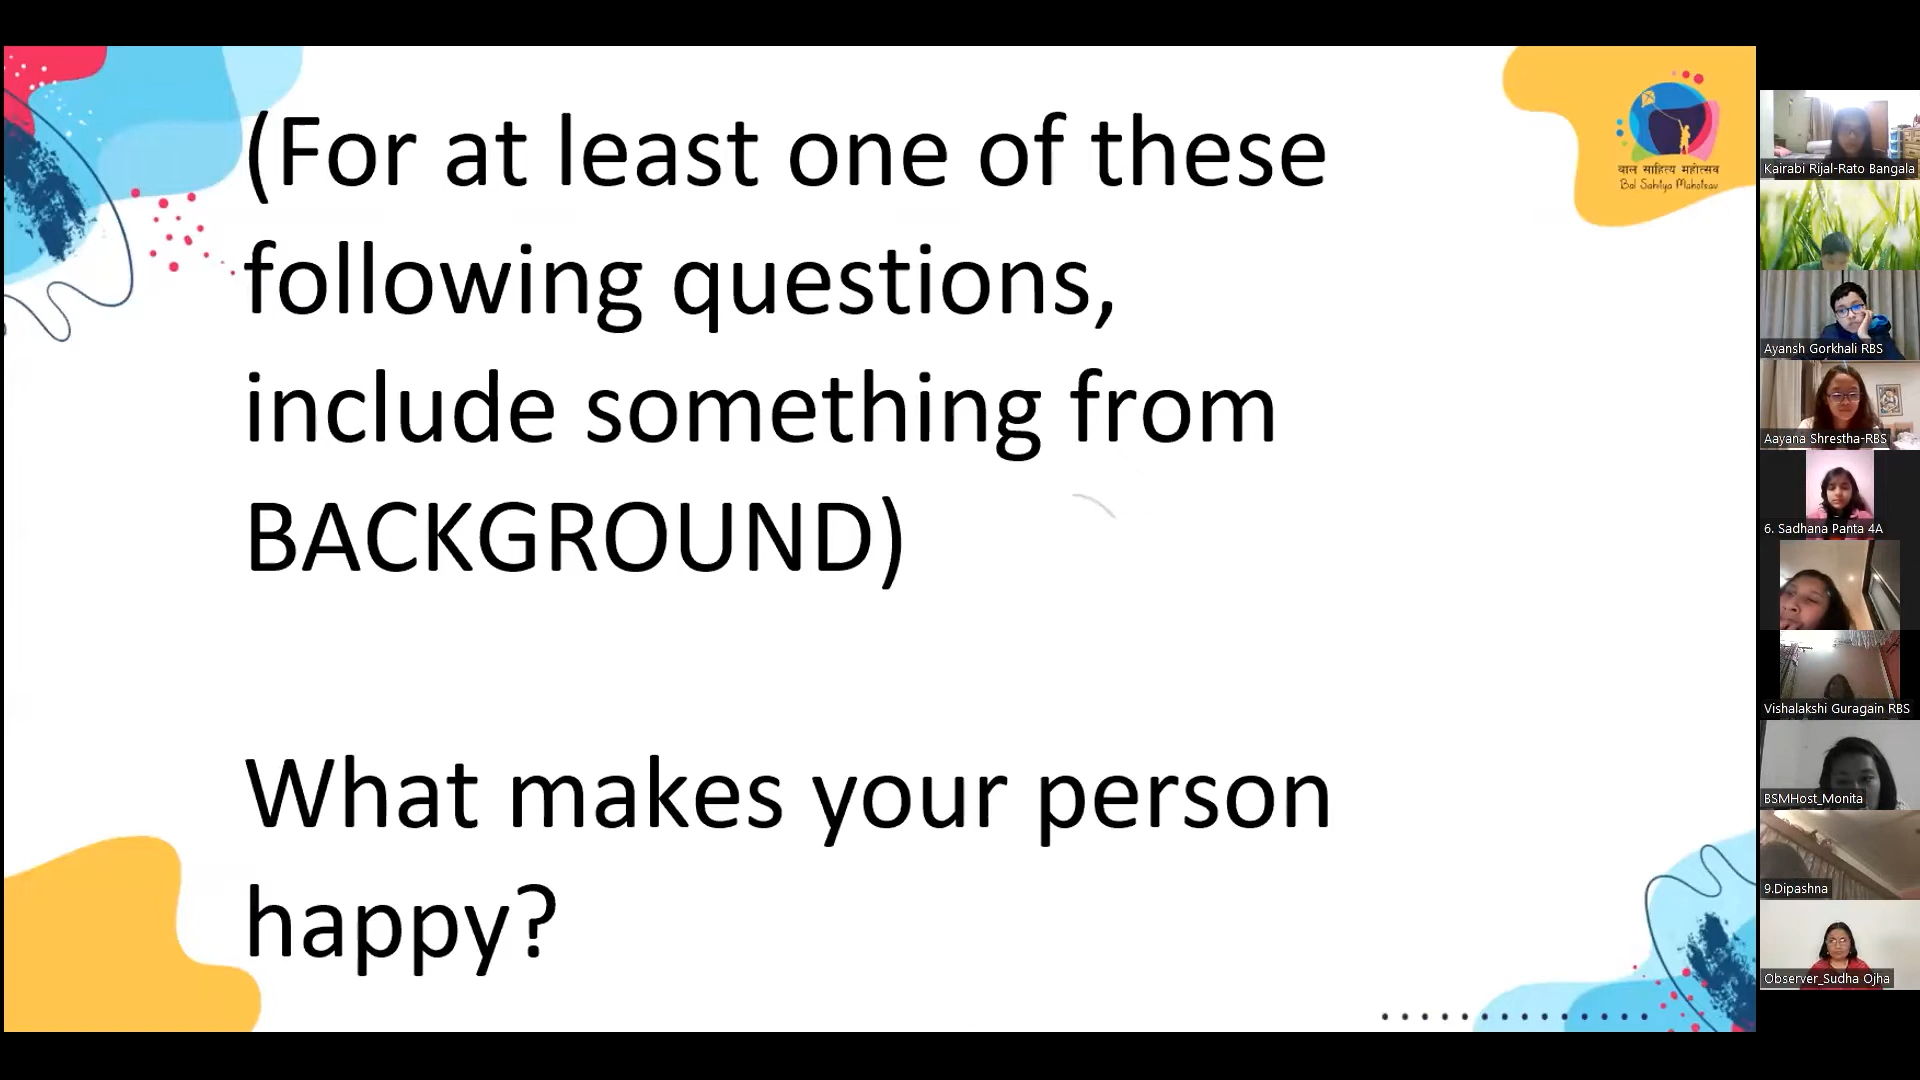 (For at least one of these
following questions,
include something from
BACKGROUND)
What makes your person
happy?
बाल साहित्य महोत्सव
Bal Sahitya Mahotsav
Kairabi Rijal-Rato Bangala
Ayansh Gorkhali RBS
Aayana Shrestha-RBS
6. Sadhana Panta 4A
Vishalakshi Guragain RBS
BSMHost_Monita
9.Dipashna
Observer_Sudha Ojha